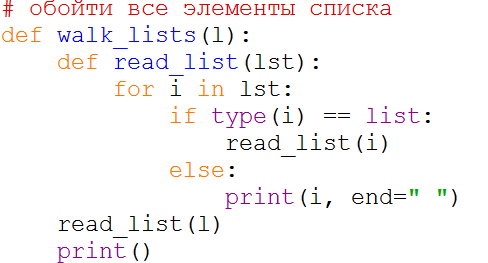 # обойти все элементы списка
def walk_lists(l):
    def read_list(lst):
        for i in lst:
            if type(i) == list:
                read_list(i)
            else:
                print(i, end=" ")
    read_list(l)
    print()